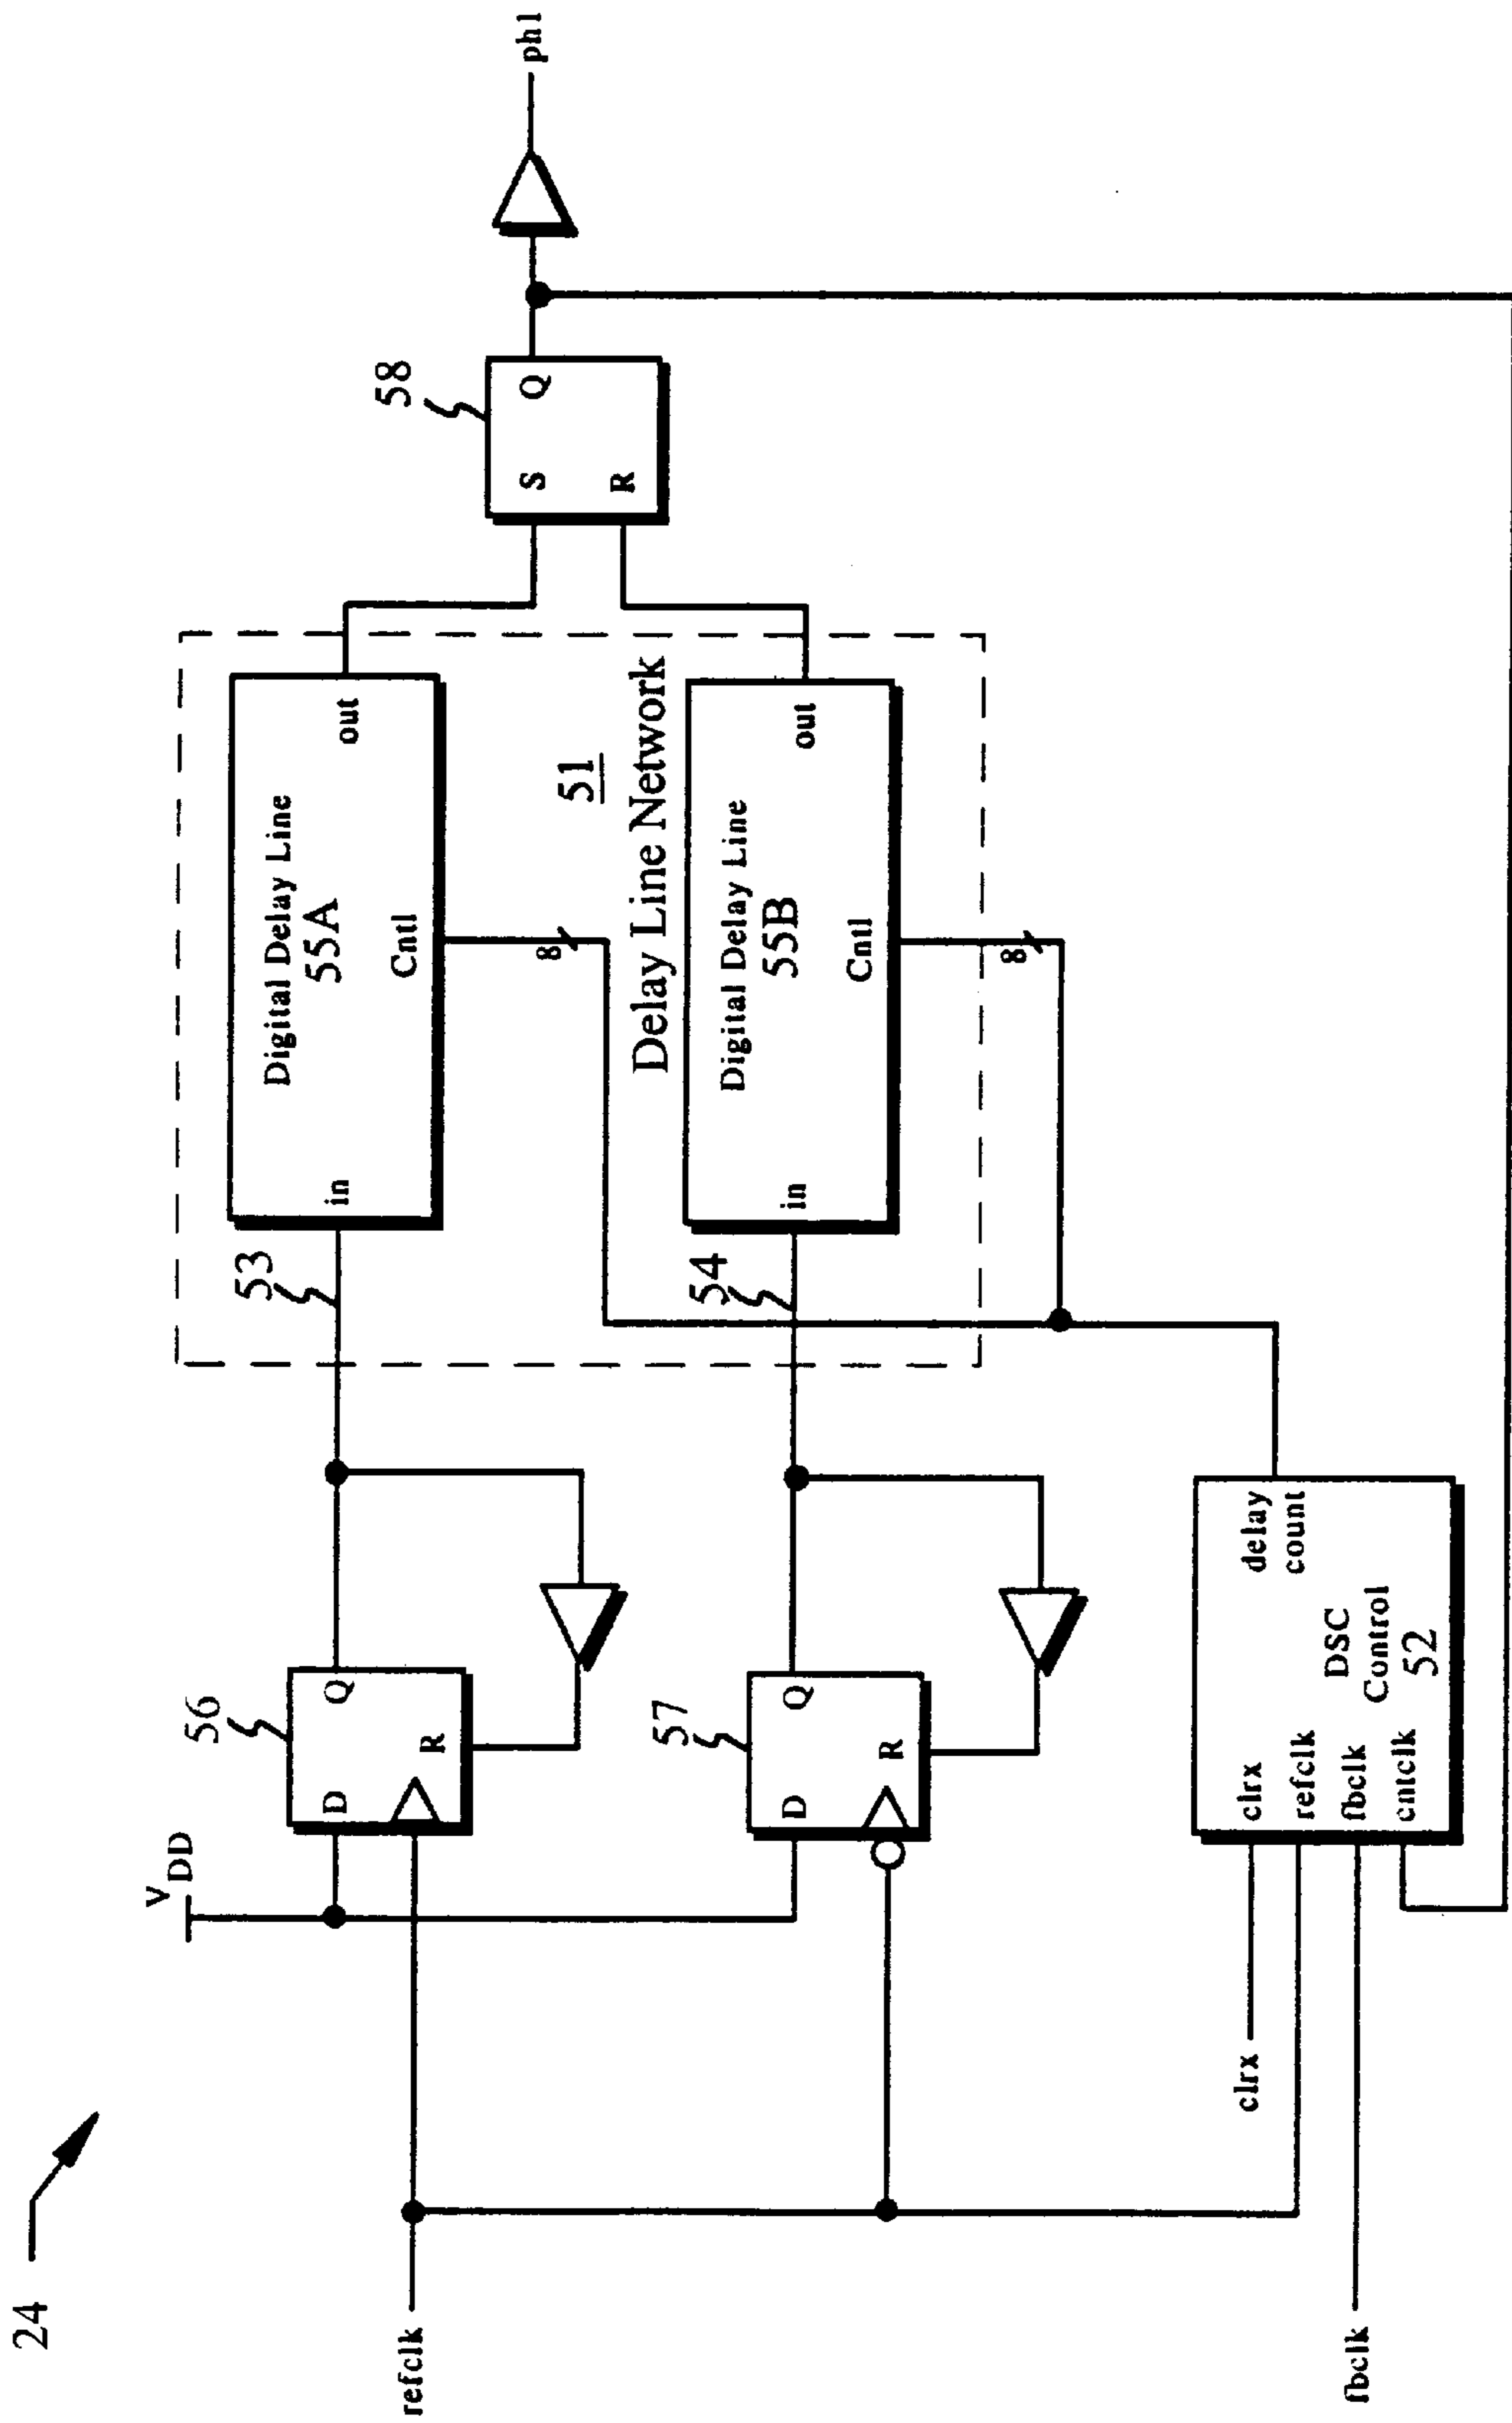 24
V
DD
56
D
Q
R
53
in
Digital Delay Line
55A
out
Cntl
8
51
Delay Line Network
58
S
Q
R
phl
57
D
Q
R
54
in
Digital Delay Line
55B
out
Cntl
8
refclk
clrx
fbclk
clrx
refclk
fbclk
cntclk
DSC
Control
52
delay
count